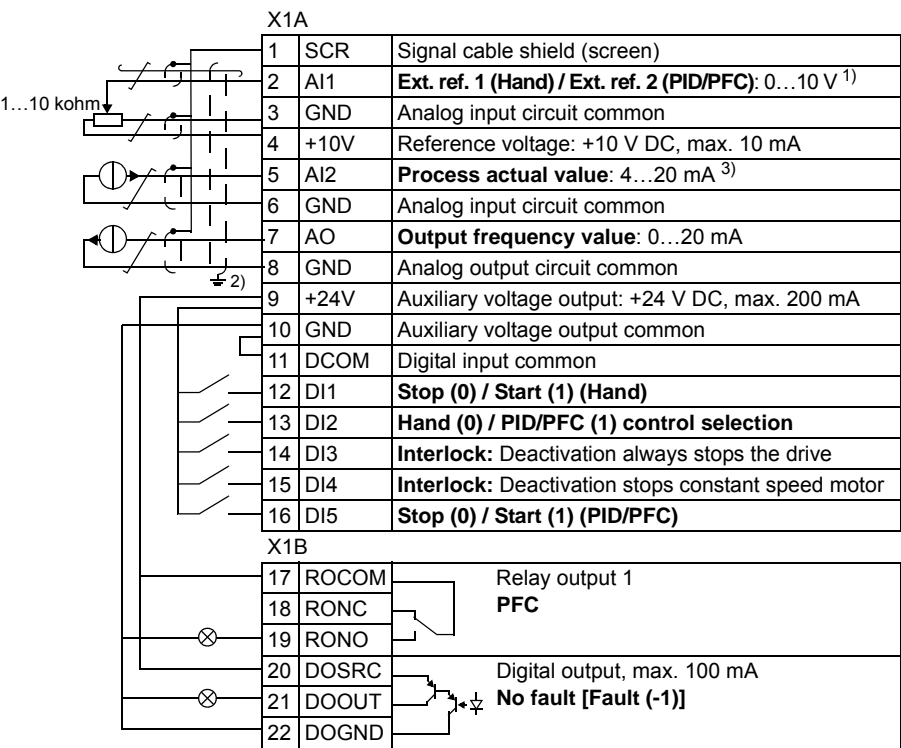 X1A
1 SCR Signal cable shield (screen)
2 AI1 Ext. ref. 1 (Hand) / Ext. ref. 2 (PID/PFC): 0…10 V 1)
1…10 kohm
3 GND Analog input circuit common
4 +10V Reference voltage: +10 V DC, max. 10 mA
5 AI2 Process actual value: 4…20 mA 3)
6 GND Analog input circuit common
7 AO Output frequency value: 0…20 mA
8 GND Analog output circuit common
2)
9 +24V Auxiliary voltage output: +24 V DC, max. 200 mA
10 GND Auxiliary voltage output common
11 DCOM Digital input common
12 DI1 Stop (0) / Start (1) (Hand)
13 DI2 Hand (0) / PID/PFC (1) control selection
14 DI3 Interlock: Deactivation always stops the drive
15 DI4 Interlock: Deactivation stops constant speed motor
16 DI5 Stop (0) / Start (1) (PID/PFC)
X1B
17 ROCOM Relay output 1
18 RONC PFC
19 RONO
20 DOSRC Digital output, max. 100 mA
21 DOOUT No fault [Fault (-1)]
22 DOGND